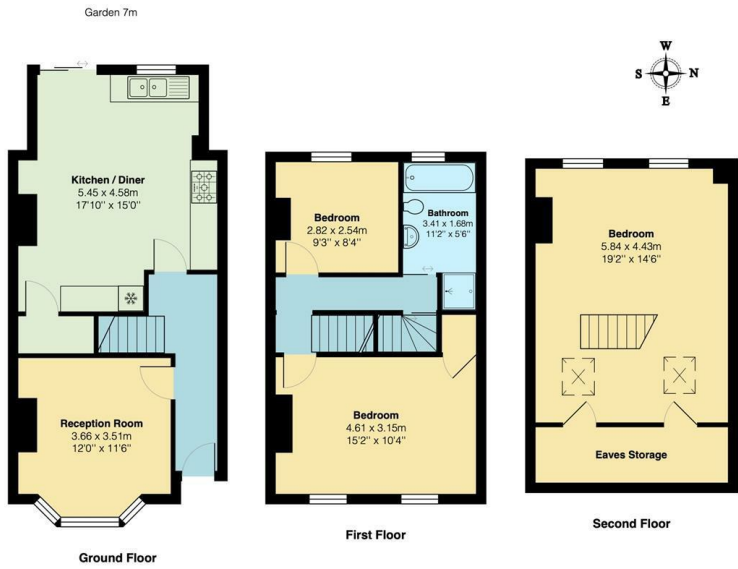 Garden 7m
W
S N
E
Kitchen / Diner
5.45 x 4.58m
17'10" x 15'0"
Bedroom
2.82 x 2.54m
9'3" x 8'4"
Bathroom
3.41 x 1.68m
11'2" x 5'6"
Bedroom
5.84 x 4.43m
19'2" x 14'6"
Reception Room
3.66 x 3.51m
12'0" x 11'6"
Bedroom
4.61 x 3.15m
15'2" x 10'4"
Eaves Storage
Ground Floor
First Floor
Second Floor